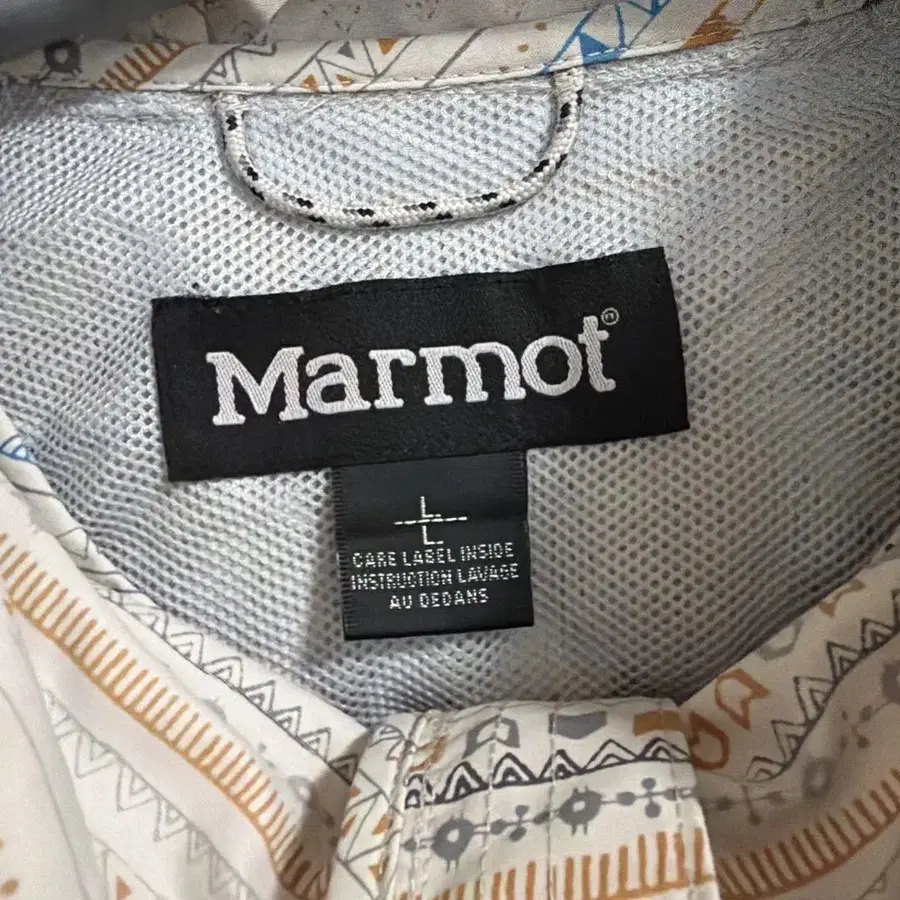 Marmot®
L
L
CARE LABEL INSIDE
INSTRUCTION LAVAGE
AU DEDANS